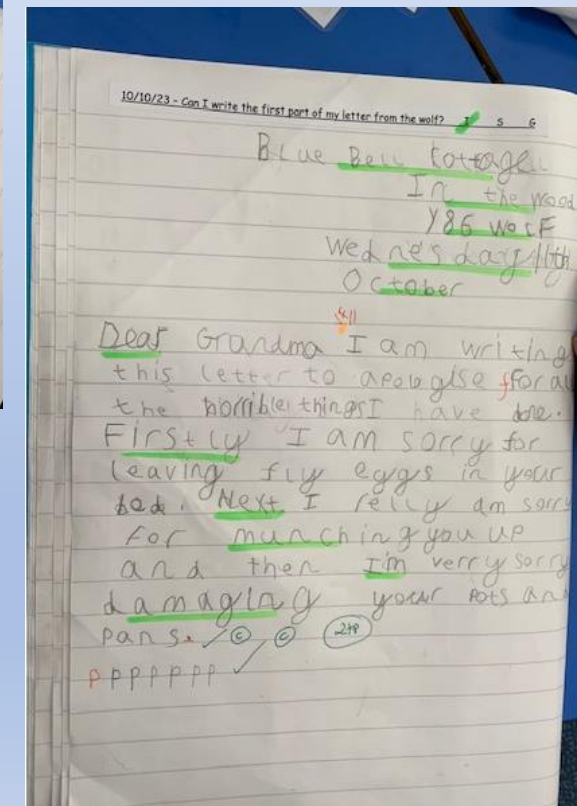 10/10/23 - Can I write the first part of my letter from the wolf? I S G
Blue Bell Kottage
In the wood
Y86 WolF
Wednesday 11th
October
Dear Grandma I am writing
this letter to apologise for all
the horrible things I have done.
Firstly I am sorry for
leaving fly eggs in your
bed. Next I relly am sorry
for munching you up
and then I'm verry sorry
damaging your pots and
pans. C C 2HP
P P P P P P P